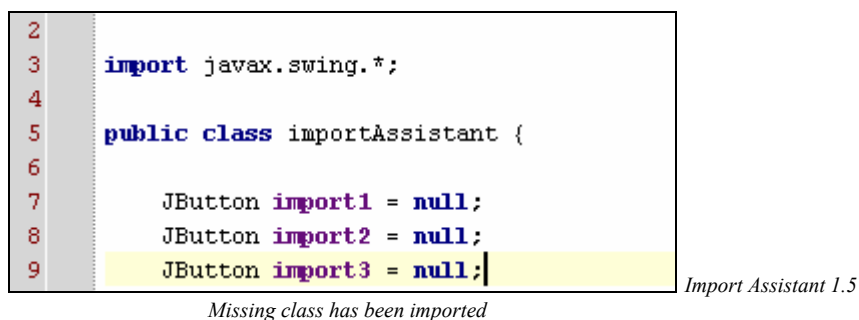 2
3 import javax.swing.*;
4
5 public class importAssistant {
6
7 JButton import1 = null;
8 JButton import2 = null;
9 JButton import3 = null;
Import Assistant 1.5
Missing class has been imported